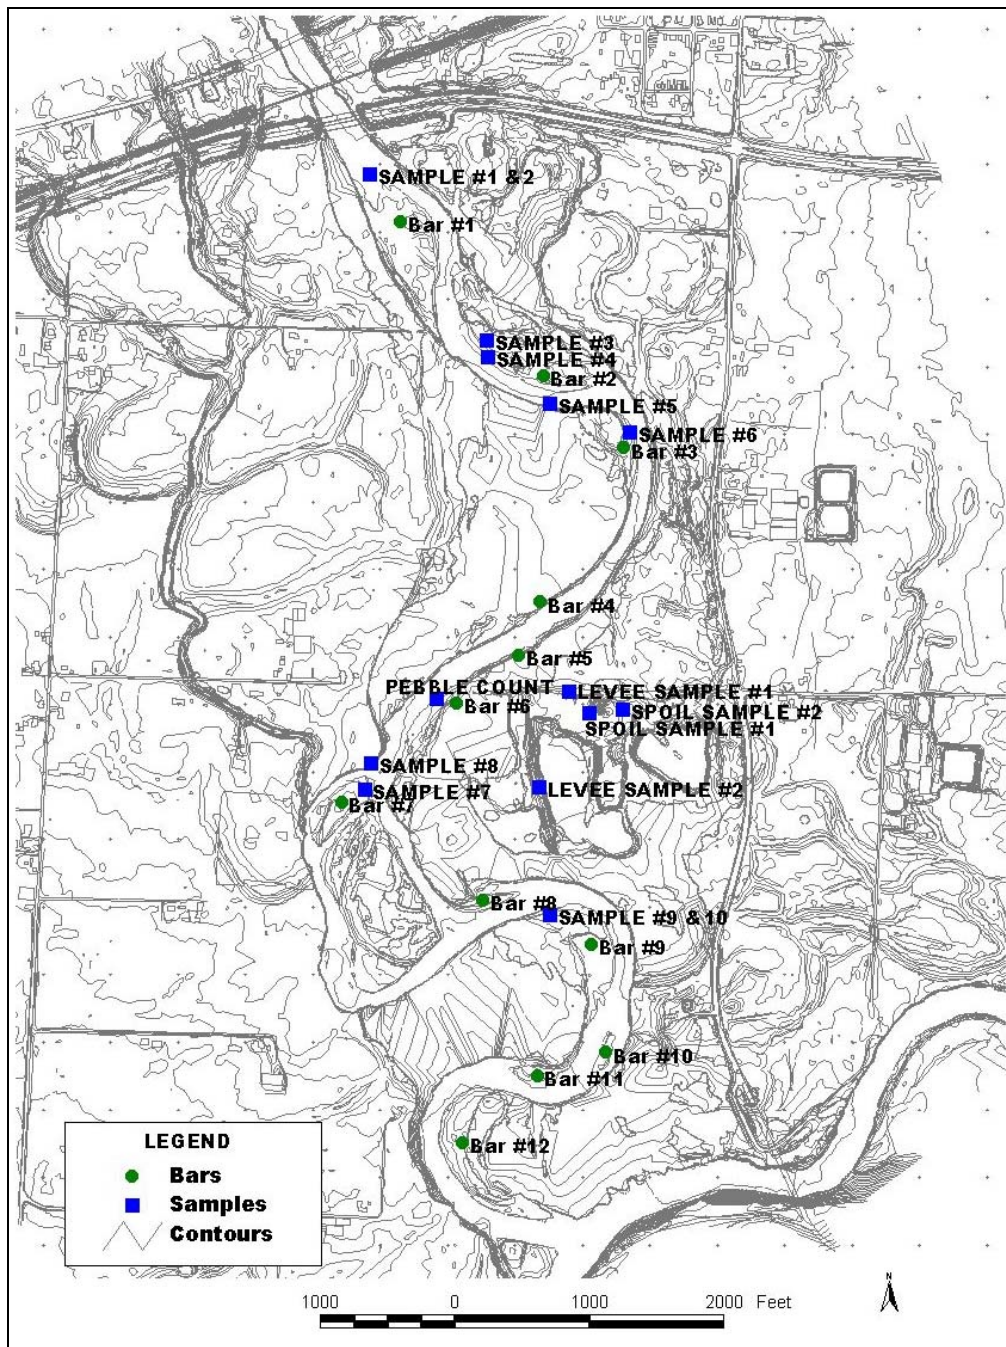 SAMPLE #1 &2
Bar #1
SAMPLE #3
SAMPLE #4
Bar #2
SAMPLE #5
SAMPLE #6
Bar #3
Bar #4
Bar #5
PEBBLE COUNT
LEVEE SAMPLE #1
Bar #6
SPOIL SAMPLE #2
SPOIL SAMPLE #1
SAMPLE #8
SAMPLE #7
LEVEE SAMPLE #2
Bar #7
Bar #8
SAMPLE #9 & 10
Bar #9
Bar #10
Bar #11
Bar #12
LEGEND
Bars
Samples
Contours
1000 0 1000 2000 Feet